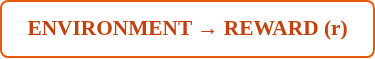 ENVIRONMENT → REWARD (r)